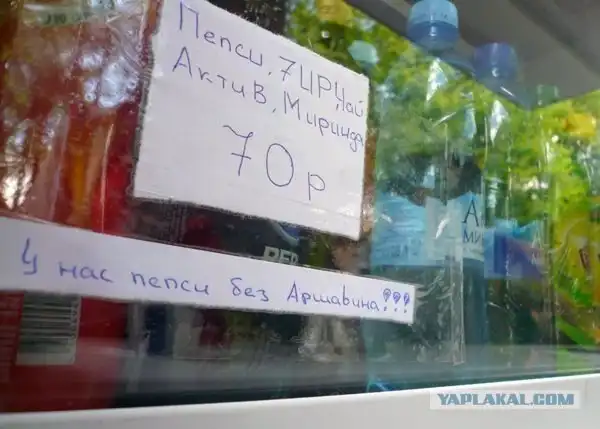 Пепси, 7UP, Чай
Актив, Миринда
70р
У нас пепси без Аршавина!!!
YAPLAKAL.COM